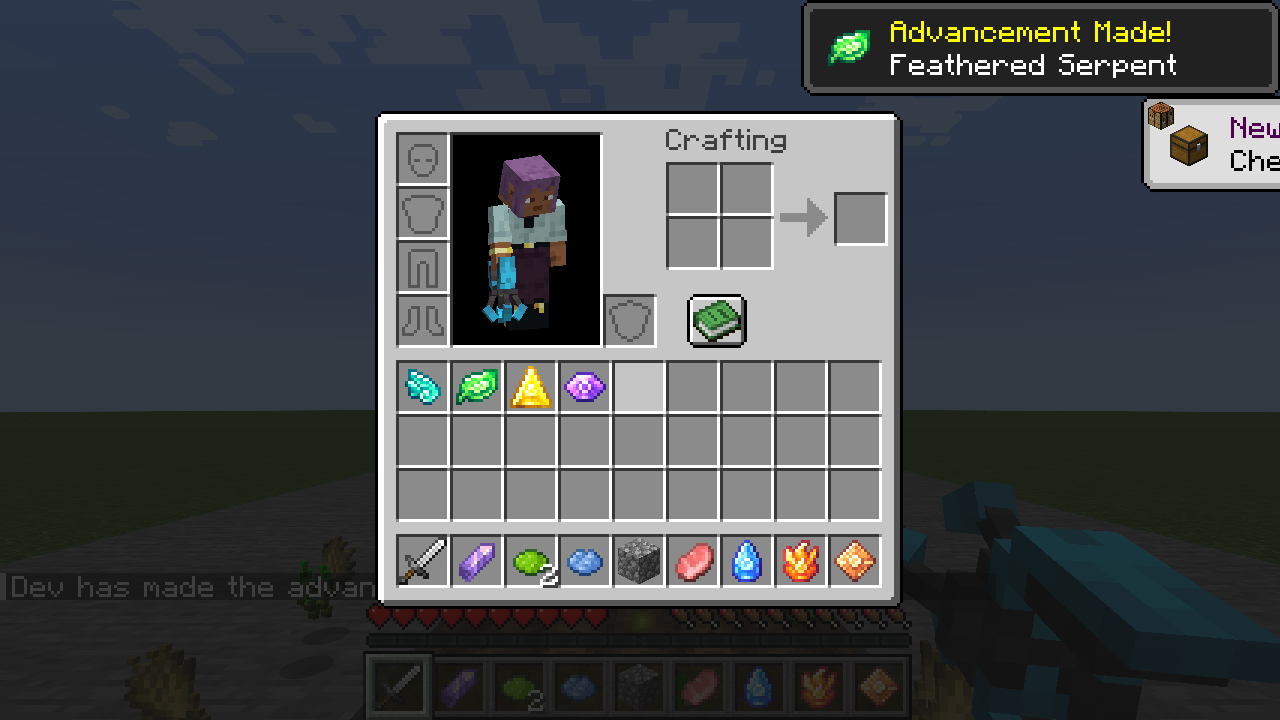 Advancement Made!
Feathered Serpent
New
Che
Crafting
2
Dev has made the advan
2